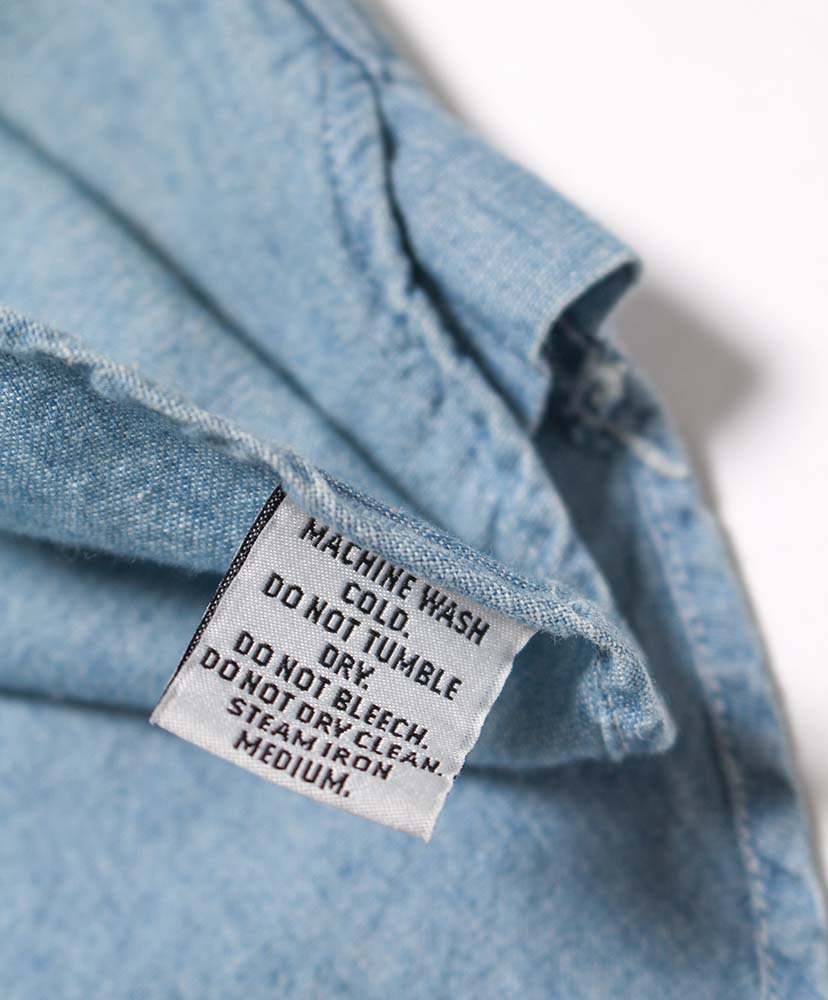 MACHINE WASH
COLD.
DO NOT TUMBLE
DRY.
DO NOT BLEECH.
DO NOT DRY CLEAN.
STEAM IRON
MEDIUM.